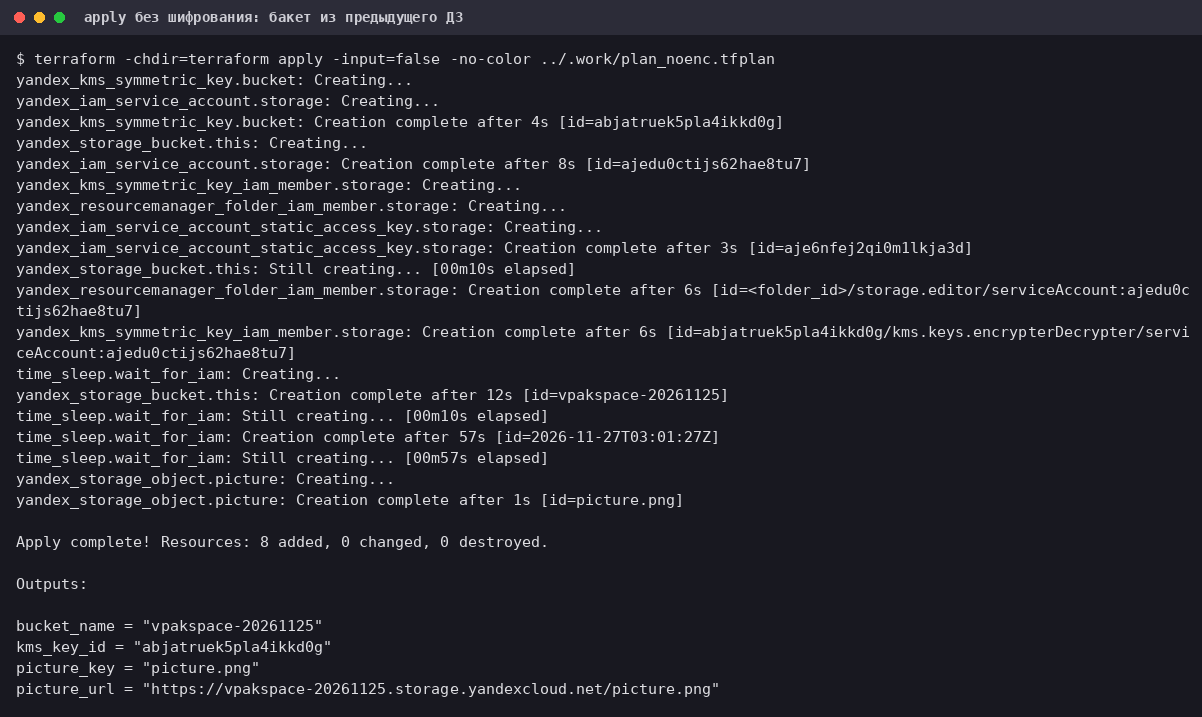 apply без шифрования: бакет из предыдущего ДЗ
$ terraform -chdir=terraform apply -input=false -no-color ../.work/plan_noenc.tfplan
yandex_kms_symmetric_key.bucket: Creating...
yandex_iam_service_account.storage: Creating...
yandex_kms_symmetric_key.bucket: Creation complete after 4s [id=abjatruek5pla4ikkd0g]
yandex_storage_bucket.this: Creating...
yandex_iam_service_account.storage: Creation complete after 8s [id=ajedu0ctijs62hae8tu7]
yandex_kms_symmetric_key_iam_member.storage: Creating...
yandex_resourcemanager_folder_iam_member.storage: Creating...
yandex_iam_service_account_static_access_key.storage: Creating...
yandex_iam_service_account_static_access_key.storage: Creation complete after 3s [id=aje6nfej2qi0m1lkja3d]
yandex_storage_bucket.this: Still creating... [00m10s elapsed]
yandex_resourcemanager_folder_iam_member.storage: Creation complete after 6s [id=<folder_id>/storage.editor/serviceAccount:ajedu0c
tijs62hae8tu7]
yandex_kms_symmetric_key_iam_member.storage: Creation complete after 6s [id=abjatruek5pla4ikkd0g/kms.keys.encrypterDecrypter/servi
ceAccount:ajedu0ctijs62hae8tu7]
time_sleep.wait_for_iam: Creating...
yandex_storage_bucket.this: Creation complete after 12s [id=vpakspace-20261125]
time_sleep.wait_for_iam: Still creating... [00m10s elapsed]
time_sleep.wait_for_iam: Creation complete after 57s [id=2026-11-27T03:01:27Z]
time_sleep.wait_for_iam: Still creating... [00m57s elapsed]
yandex_storage_object.picture: Creating...
yandex_storage_object.picture: Creation complete after 1s [id=picture.png]
Apply complete! Resources: 8 added, 0 changed, 0 destroyed.
Outputs:
bucket_name = "vpakspace-20261125"
kms_key_id = "abjatruek5pla4ikkd0g"
picture_key = "picture.png"
picture_url = "https://vpakspace-20261125.storage.yandexcloud.net/picture.png"